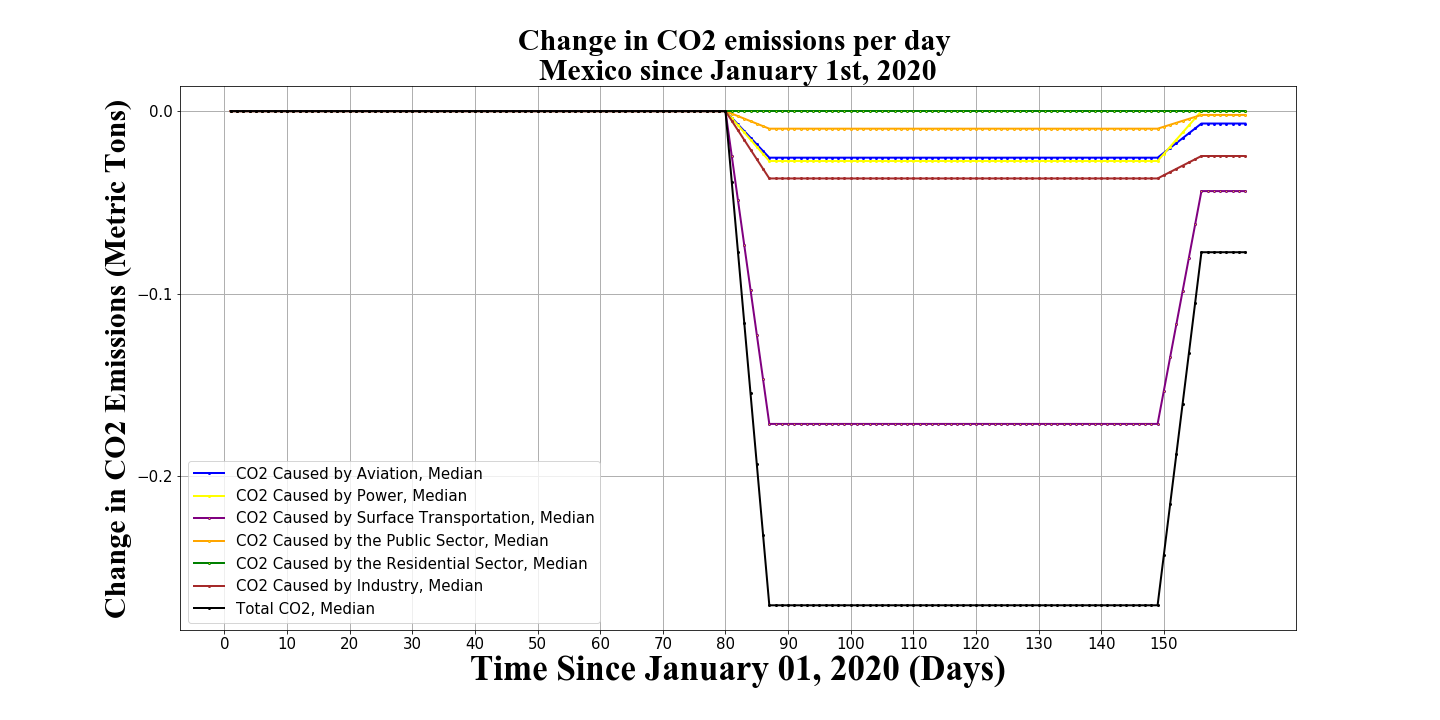 Change in CO2 emissions per day
Mexico since January 1st, 2020
Change in CO2 Emissions (Metric Tons)
0.0
−0.1
−0.2
CO2 Caused by Aviation, Median
CO2 Caused by Power, Median
CO2 Caused by Surface Transportation, Median
CO2 Caused by the Public Sector, Median
CO2 Caused by the Residential Sector, Median
CO2 Caused by Industry, Median
Total CO2, Median
0 10 20 30 40 50 60 70 80 90 100 110 120 130 140 150
Time Since January 01, 2020 (Days)